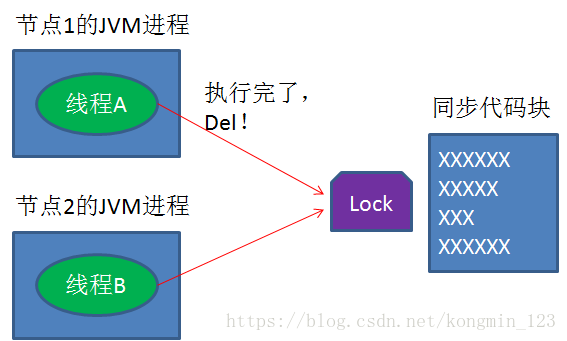 节点1的JVM进程
线程A
执行完了，
Del！
同步代码块
XXXXXX
XXXXX
XXX
XXXXXX
Lock
节点2的JVM进程
线程B
https://blog.csdn.net/kongmin_123